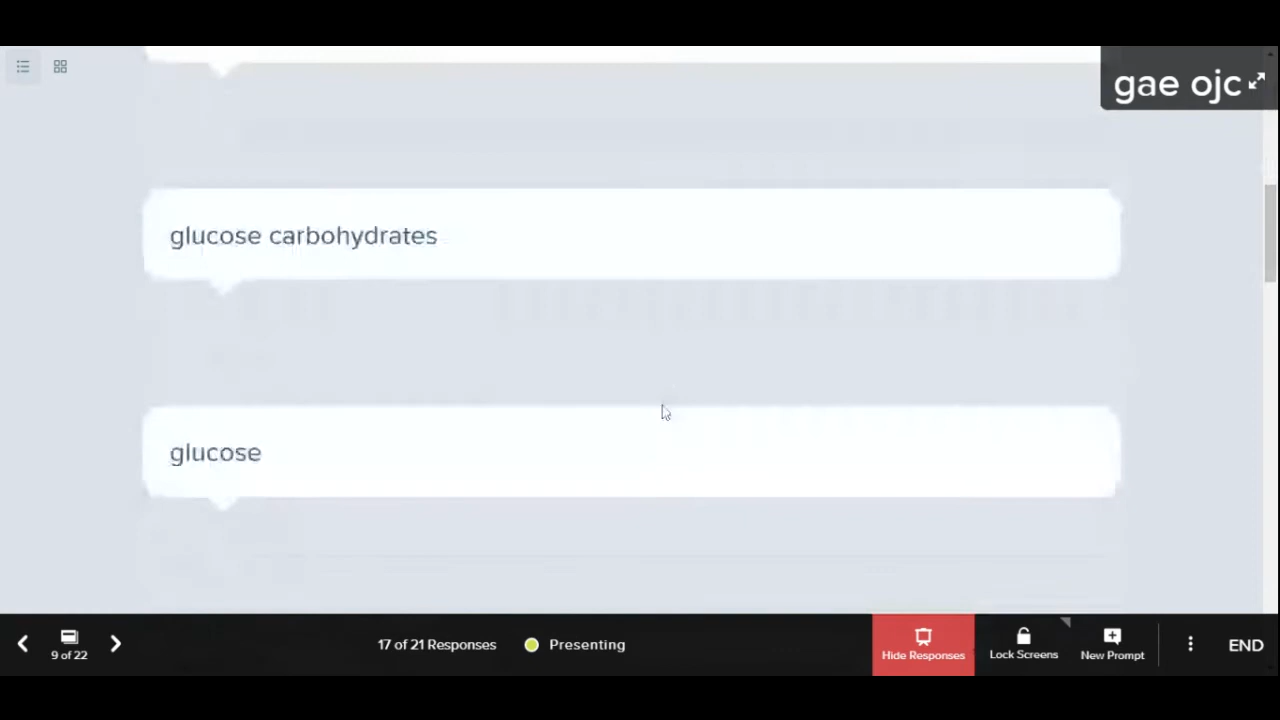 gae ojc
glucose carbohydrates
glucose
9 of 22
17 of 21 Responses
Presenting
Hide Responses
Lock Screens
New Prompt
END